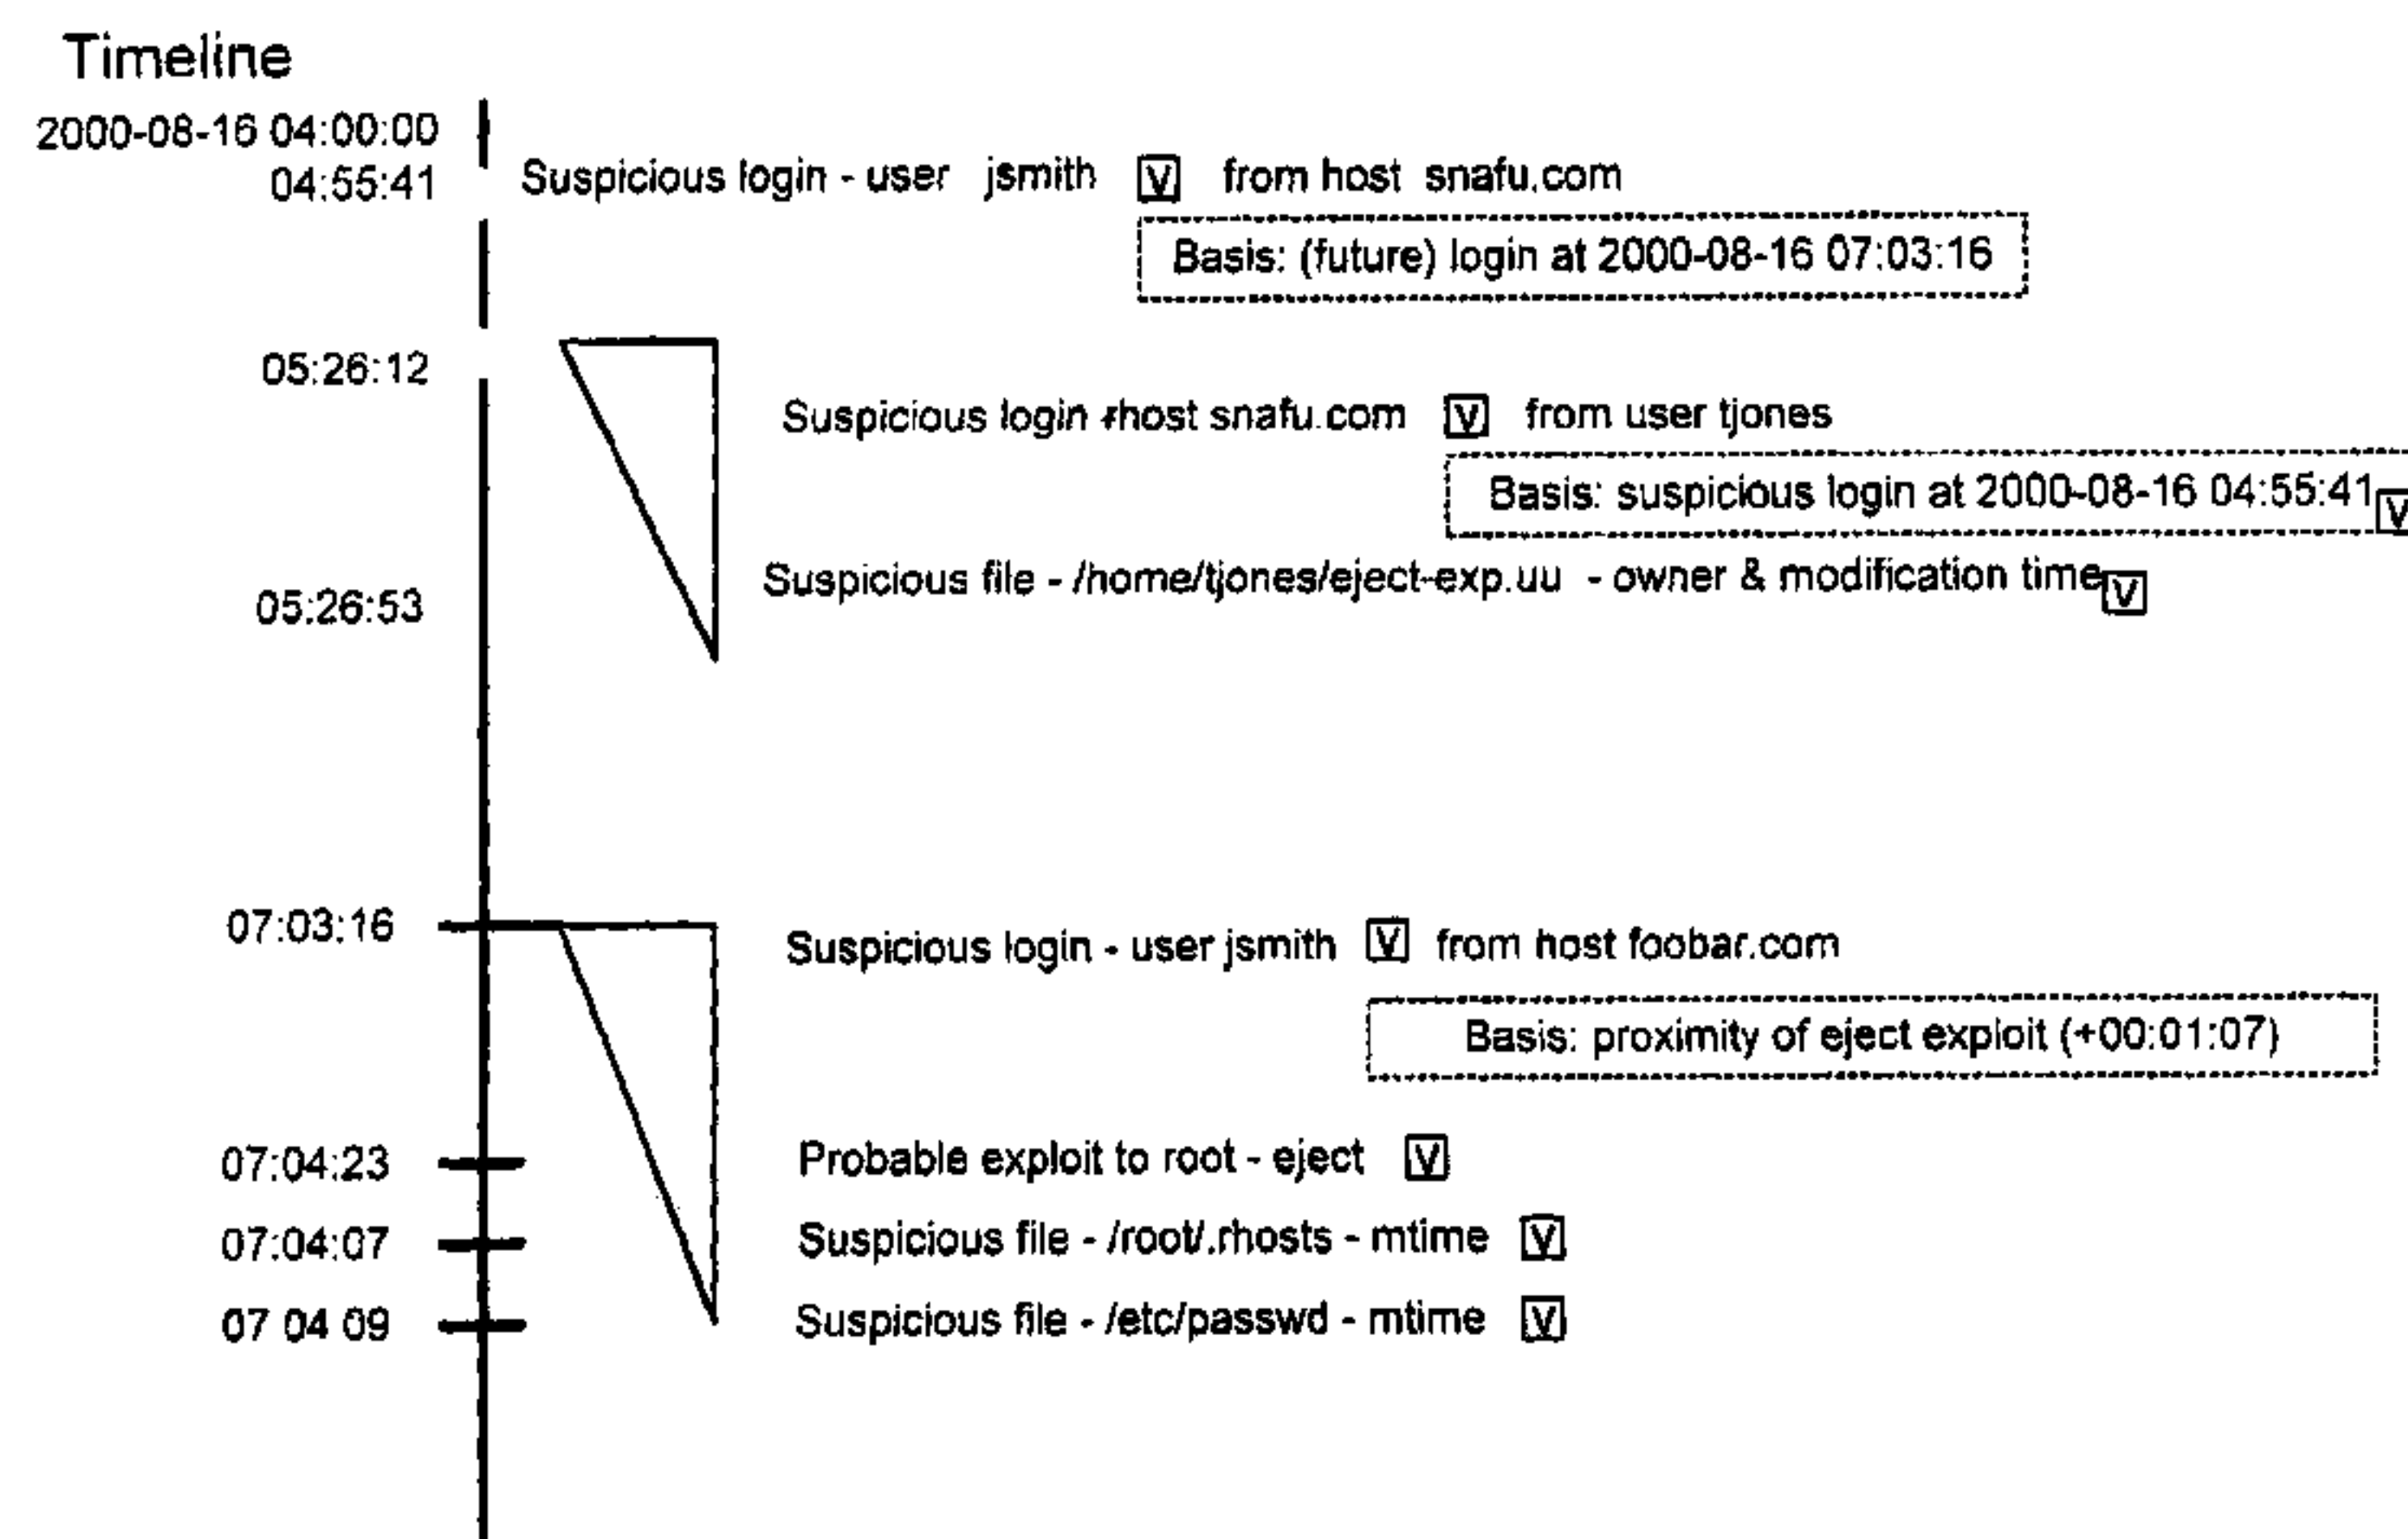 Timeline
2000-08-16 04:00:00
04:55:41 Suspicious login - user jsmith V from host snafu.com
Basis: (future) login at 2000-08-16 07:03:16
05:26:12
Suspicious login rhost snafu.com V from user tjones
Basis: suspicious login at 2000-08-16 04:55:41 V
Suspicious file - /home/tjones/eject-exp.uu - owner & modification time V
05:26:53
07:03:16 Suspicious login - user jsmith V from host foobar.com
Basis: proximity of eject exploit (+00:01:07)
07:04:23 Probable exploit to root - eject V
07:04:07 Suspicious file - /root/.rhosts - mtime V
07 04 09 Suspicious file - /etc/passwd - mtime V